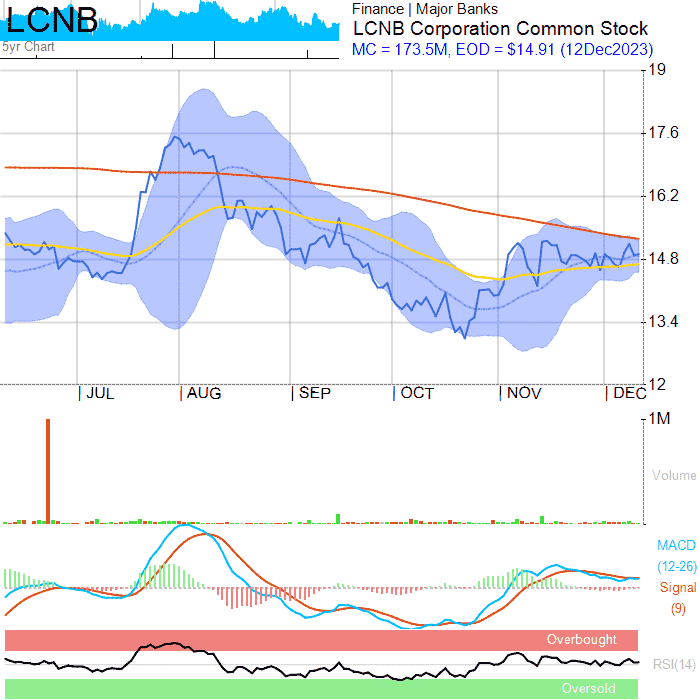 LCNB
5yr Chart
Finance | Major Banks
LCNB Corporation Common Stock
MC = 173.5M, EOD = $14.91 (12Dec2023)
19
17.6
16.2
14.8
13.4
12
| JUL | AUG | SEP | OCT | NOV | DEC
1M
Volume
MACD
(12-26)
Signal
(9)
Overbought
RSI(14)
Oversold